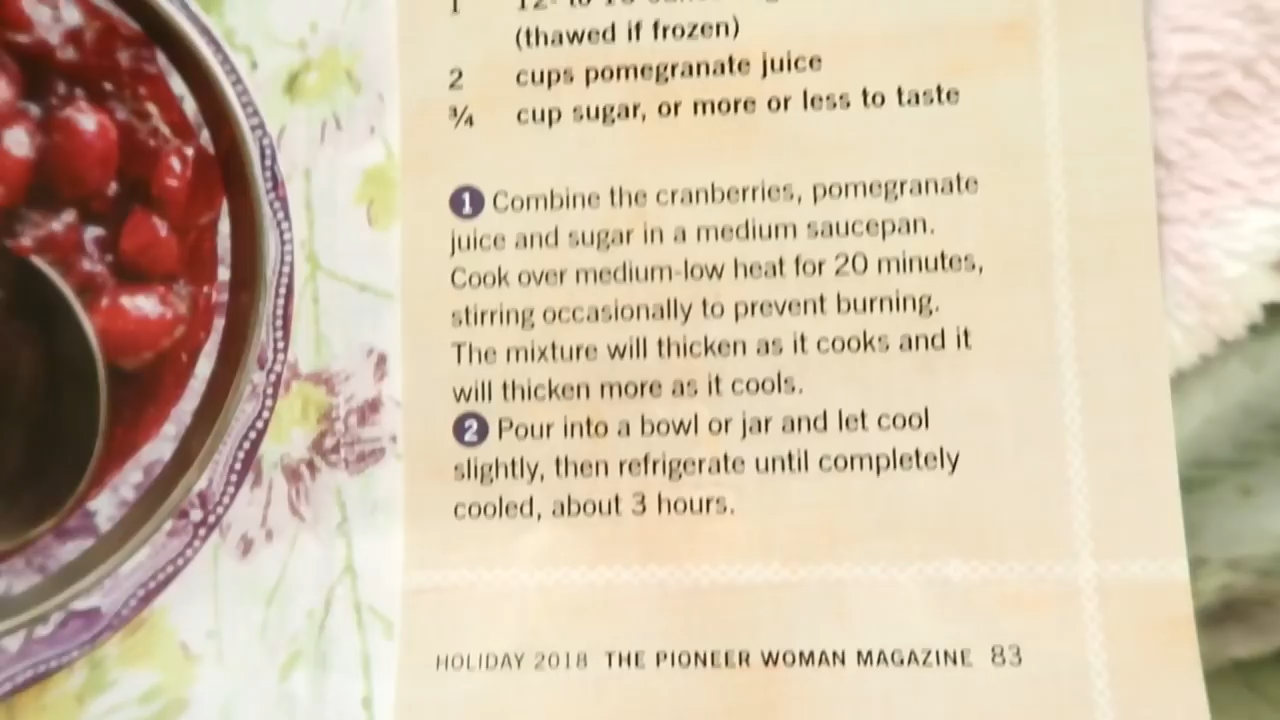 1
(thawed if frozen)
2 cups pomegranate juice
¾ cup sugar, or more or less to taste
1 Combine the cranberries, pomegranate
juice and sugar in a medium saucepan.
Cook over medium-low heat for 20 minutes,
stirring occasionally to prevent burning.
The mixture will thicken as it cooks and it
will thicken more as it cools.
2 Pour into a bowl or jar and let cool
slightly, then refrigerate until completely
cooled, about 3 hours.
HOLIDAY 2018 THE PIONEER WOMAN MAGAZINE 83